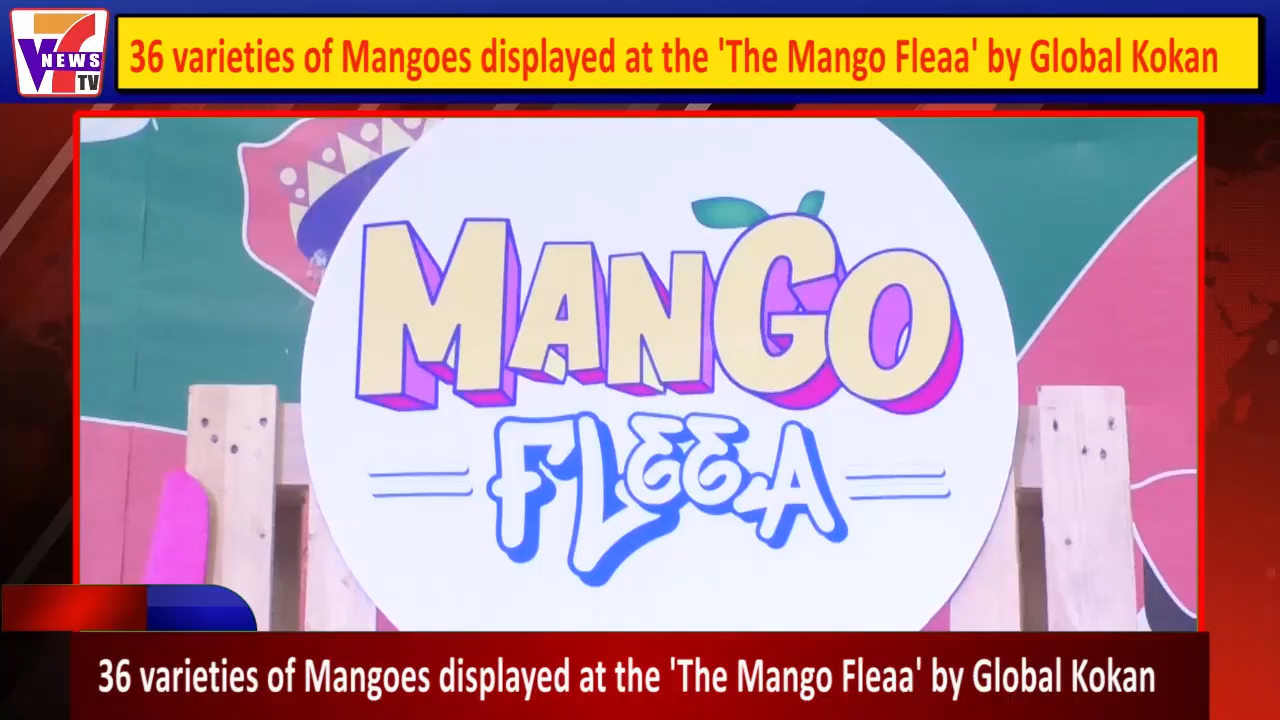 V7
NEWS
TV
36 varieties of Mangoes displayed at the 'The Mango Fleaa' by Global Kokan
MANGO
FLEEA
36 varieties of Mangoes displayed at the 'The Mango Fleaa' by Global Kokan